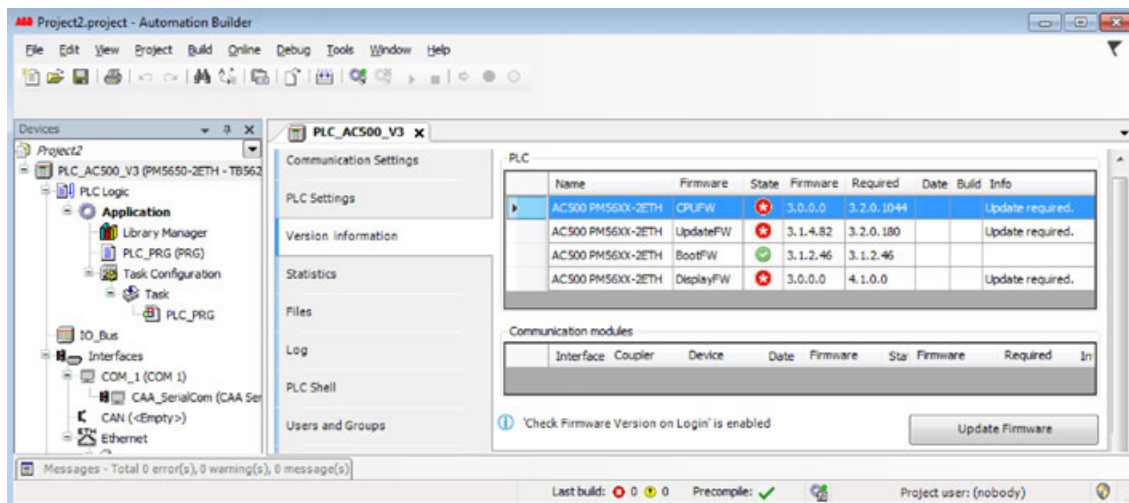 ABB Project2.project - Automation Builder
File Edit View Project Build Online Debug Tools Window Help
Devices
PLC_AC500_V3
Project2
PLC_AC500_V3 (PM5650-2ETH - TB562
PLC Logic
Application
Library Manager
PLC_PRG (PRG)
Task Configuration
Task
PLC_PRG
IO_Bus
Interfaces
COM_1 (COM 1)
CAA_SerialCom (CAA Ser
CAN (<Empty>)
ETH
Ethernet
Communication Settings
PLC Settings
Version information
Statistics
Files
Log
PLC Shell
Users and Groups
PLC
Name Firmware State Firmware Required Date Build Info
AC500 PM56XX-2ETH CPUFW 3.0.0.0 3.2.0.1044 Update required.
AC500 PM56XX-2ETH UpdateFW 3.1.4.82 3.2.0.180 Update required.
AC500 PM56XX-2ETH BootFW 3.1.2.46 3.1.2.46
AC500 PM56XX-2ETH DisplayFW 3.0.0.0 4.1.0.0 Update required.
Communication modules
Interface Coupler Device Date Firmware Sta Firmware Required In
'Check Firmware Version on Login' is enabled
Update Firmware
Messages - Total 0 error(s), 0 warning(s), 0 message(s)
Last build: 0 0 Precompile: Project user: (nobody)